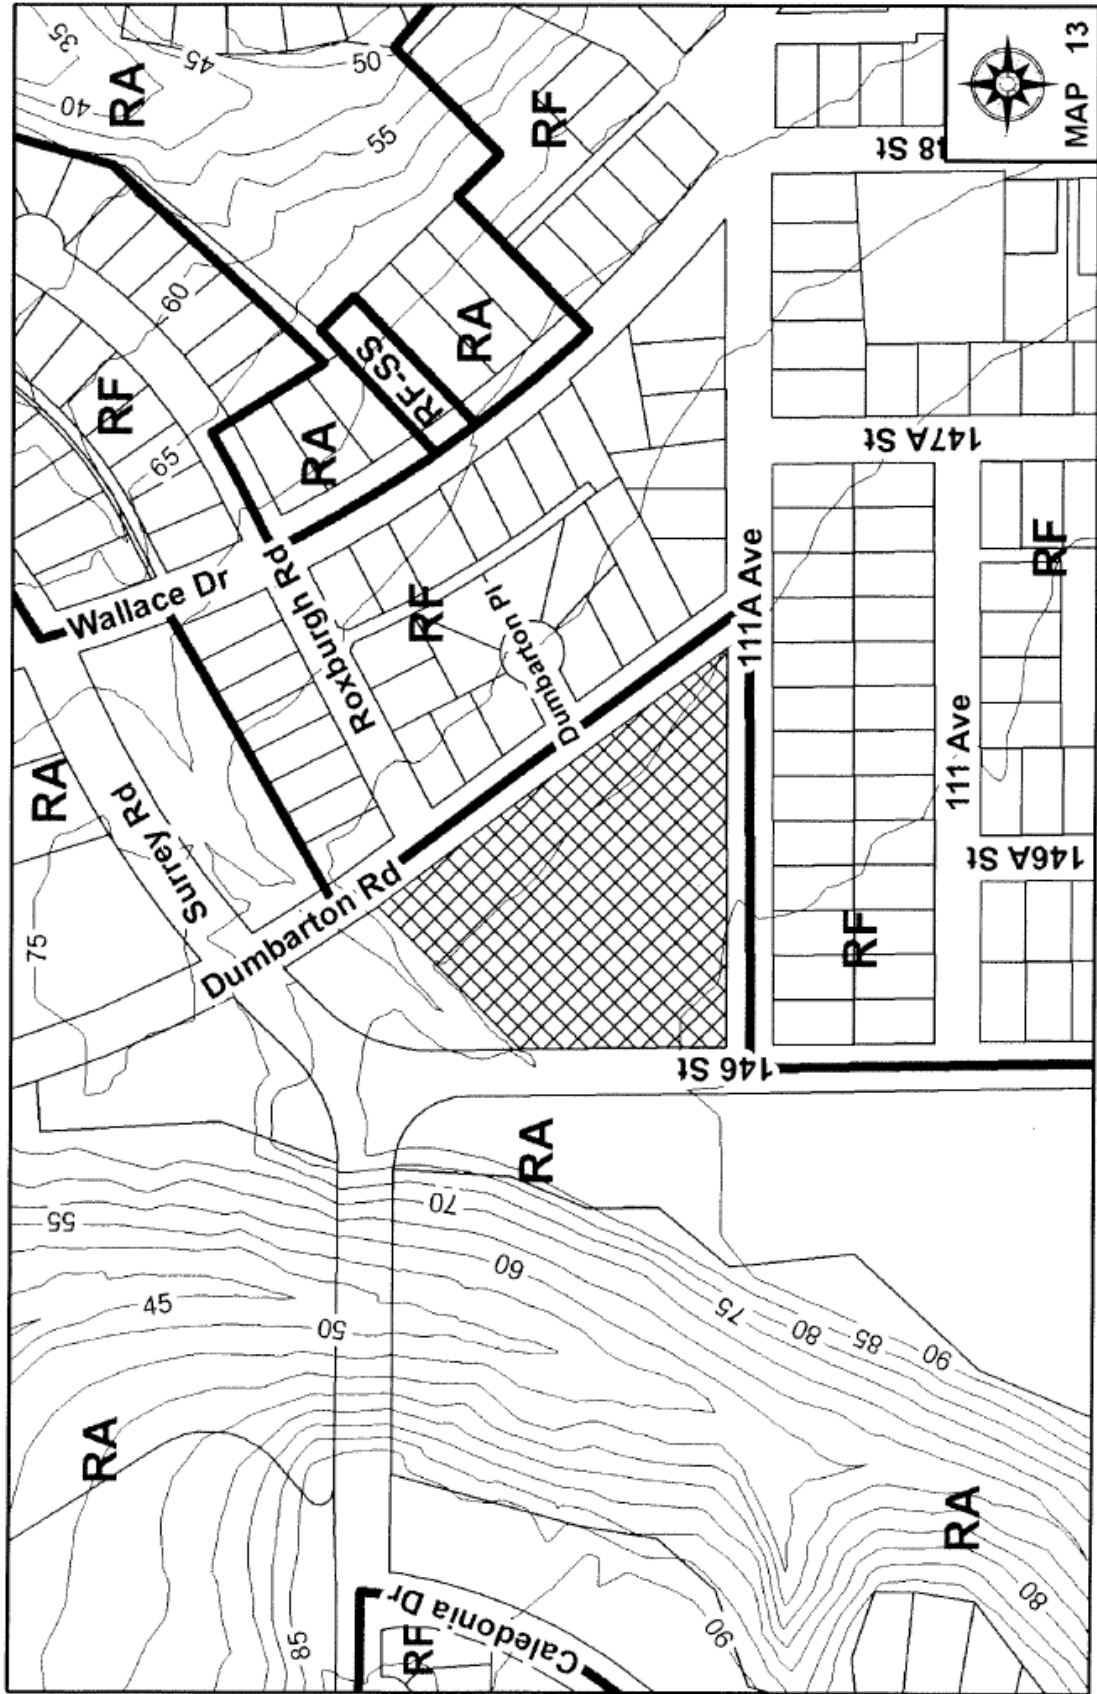 35
RA
45
40
50
RF
55
MAP 13
148 St
60
RF
RA
RF-SS
65
RA
147A St
Wallace Dr
Roxburgh Rd
RF
Dumbarton Pl
RF
111A Ave
RA
Surrey Rd
Dumbarton Rd
111 Ave
146A St
75
RF
146 St
RA
70
55
60
45
50
75
80
85
90
RA
RA
80
85
RF
Caledonia Dr
90